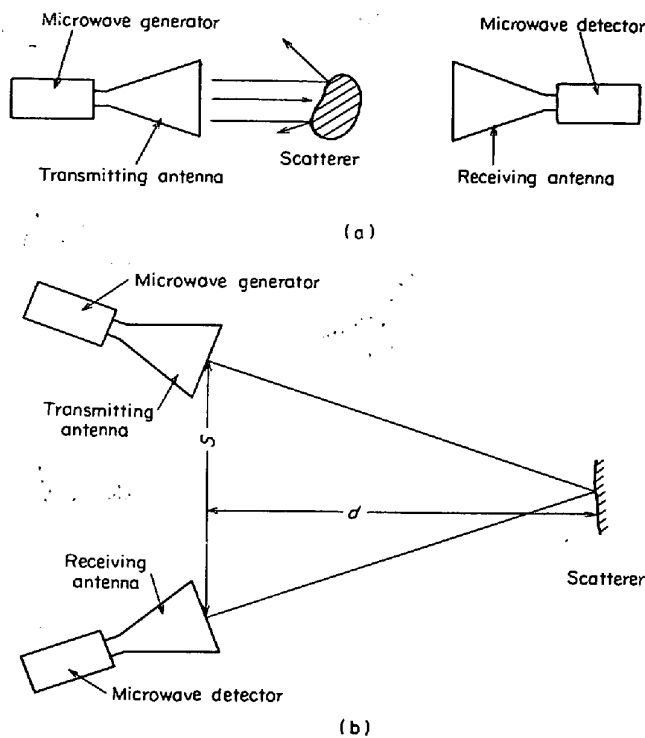 Microwave generator
Microwave detector
Transmitting antenna
Scatterer
Receiving antenna
(a)
Microwave generator
Transmitting
antenna
S
d
Receiving
antenna
Scatterer
Microwave detector
(b)